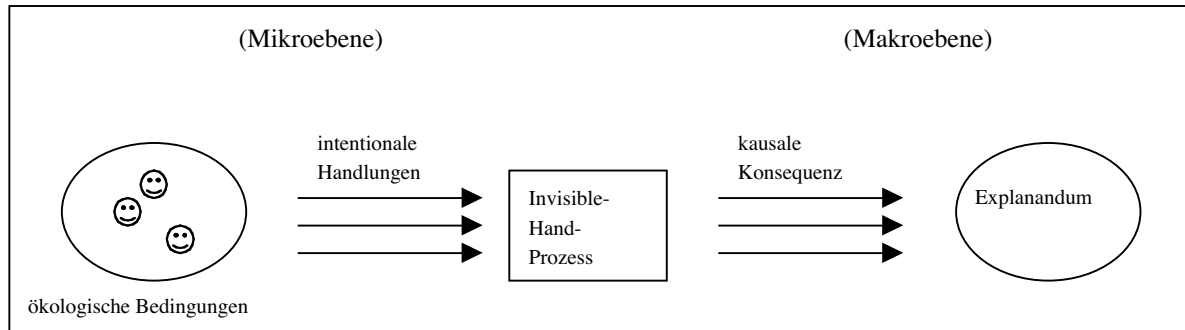 (Mikroebene)
(Makroebene)
intentionale
Handlungen
kausale
Konsequenz
Invisible-
Hand-
Prozess
Explanandum
ökologische Bedingungen